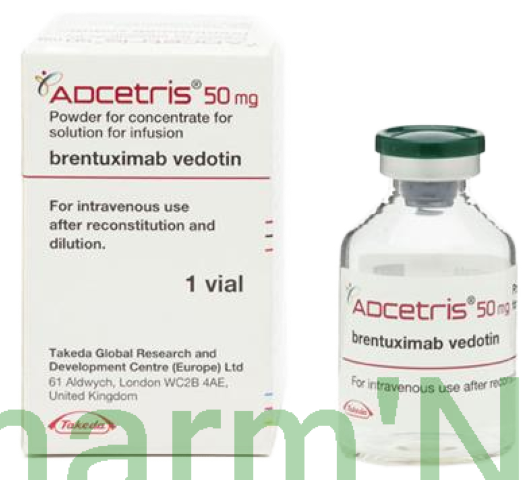 ADCETRIS® 50 mg
Powder for concentrate for
solution for infusion
brentuximab vedotin
For intravenous use
after reconstitution and
dilution.
1 vial
Takeda Global Research and
Development Centre (Europe) Ltd
61 Aldwych, London WC2B 4AE,
United Kingdom
Takeda
ADCETRIS® 50 mg
brentuximab vedotin
For intravenous use after
Takeda
harm'N